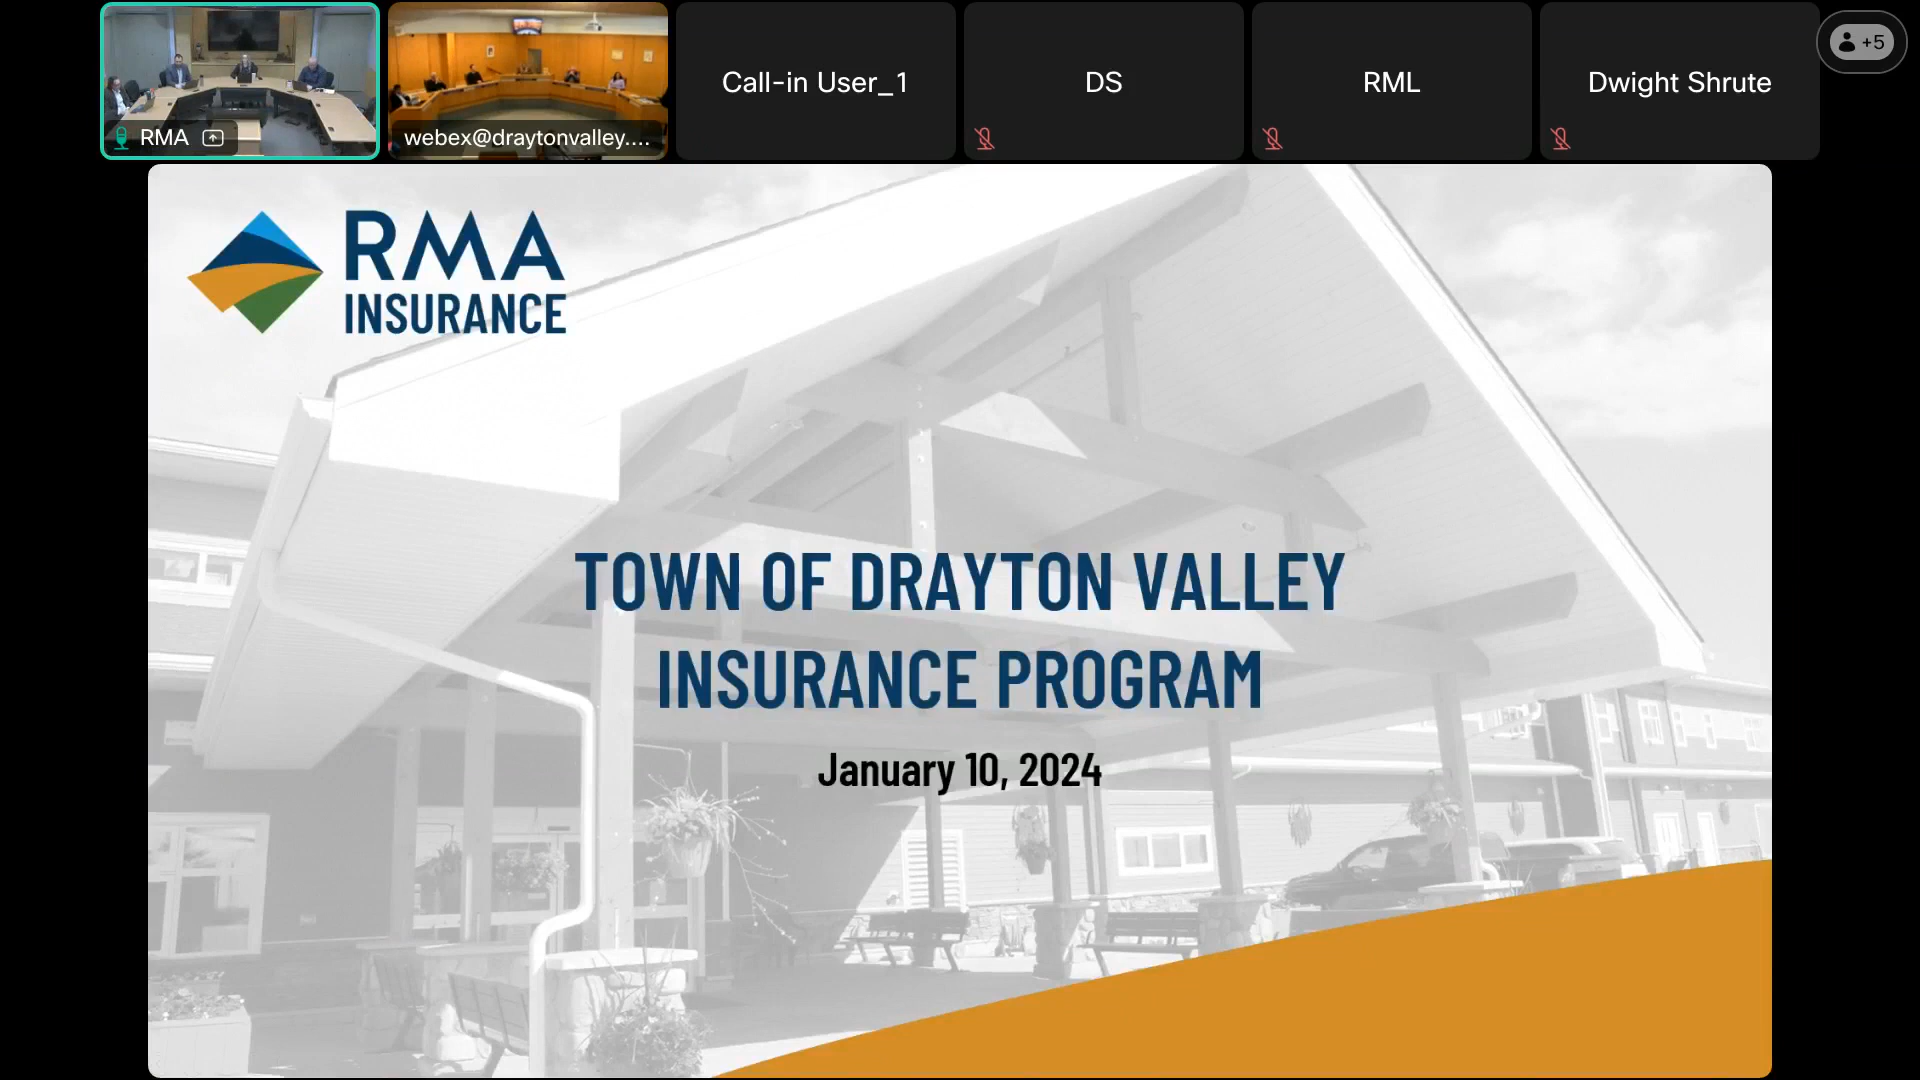 RMA
webex@draytonvalley....
Call-in User_1
DS
RML
Dwight Shrute
+5
RMA
INSURANCE
TOWN OF DRAYTON VALLEY
INSURANCE PROGRAM
January 10, 2024